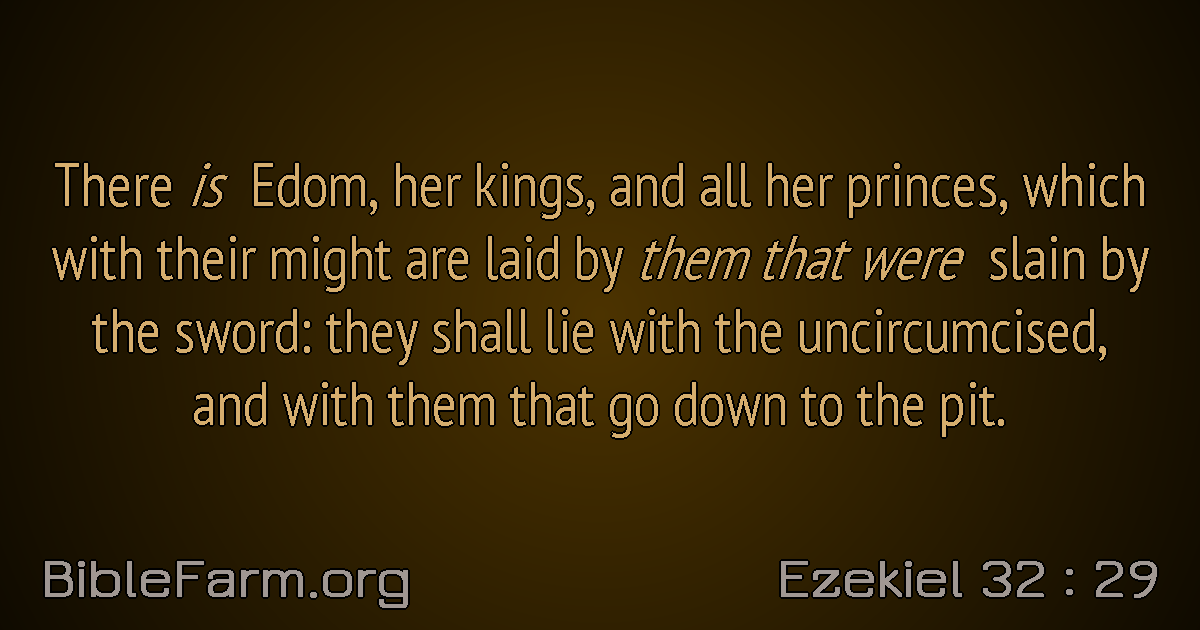 There is Edom, her kings, and all her princes, which
with their might are laid by them that were slain by
the sword: they shall lie with the uncircumcised,
and with them that go down to the pit.
BibleFarm.org
Ezekiel 32 : 29